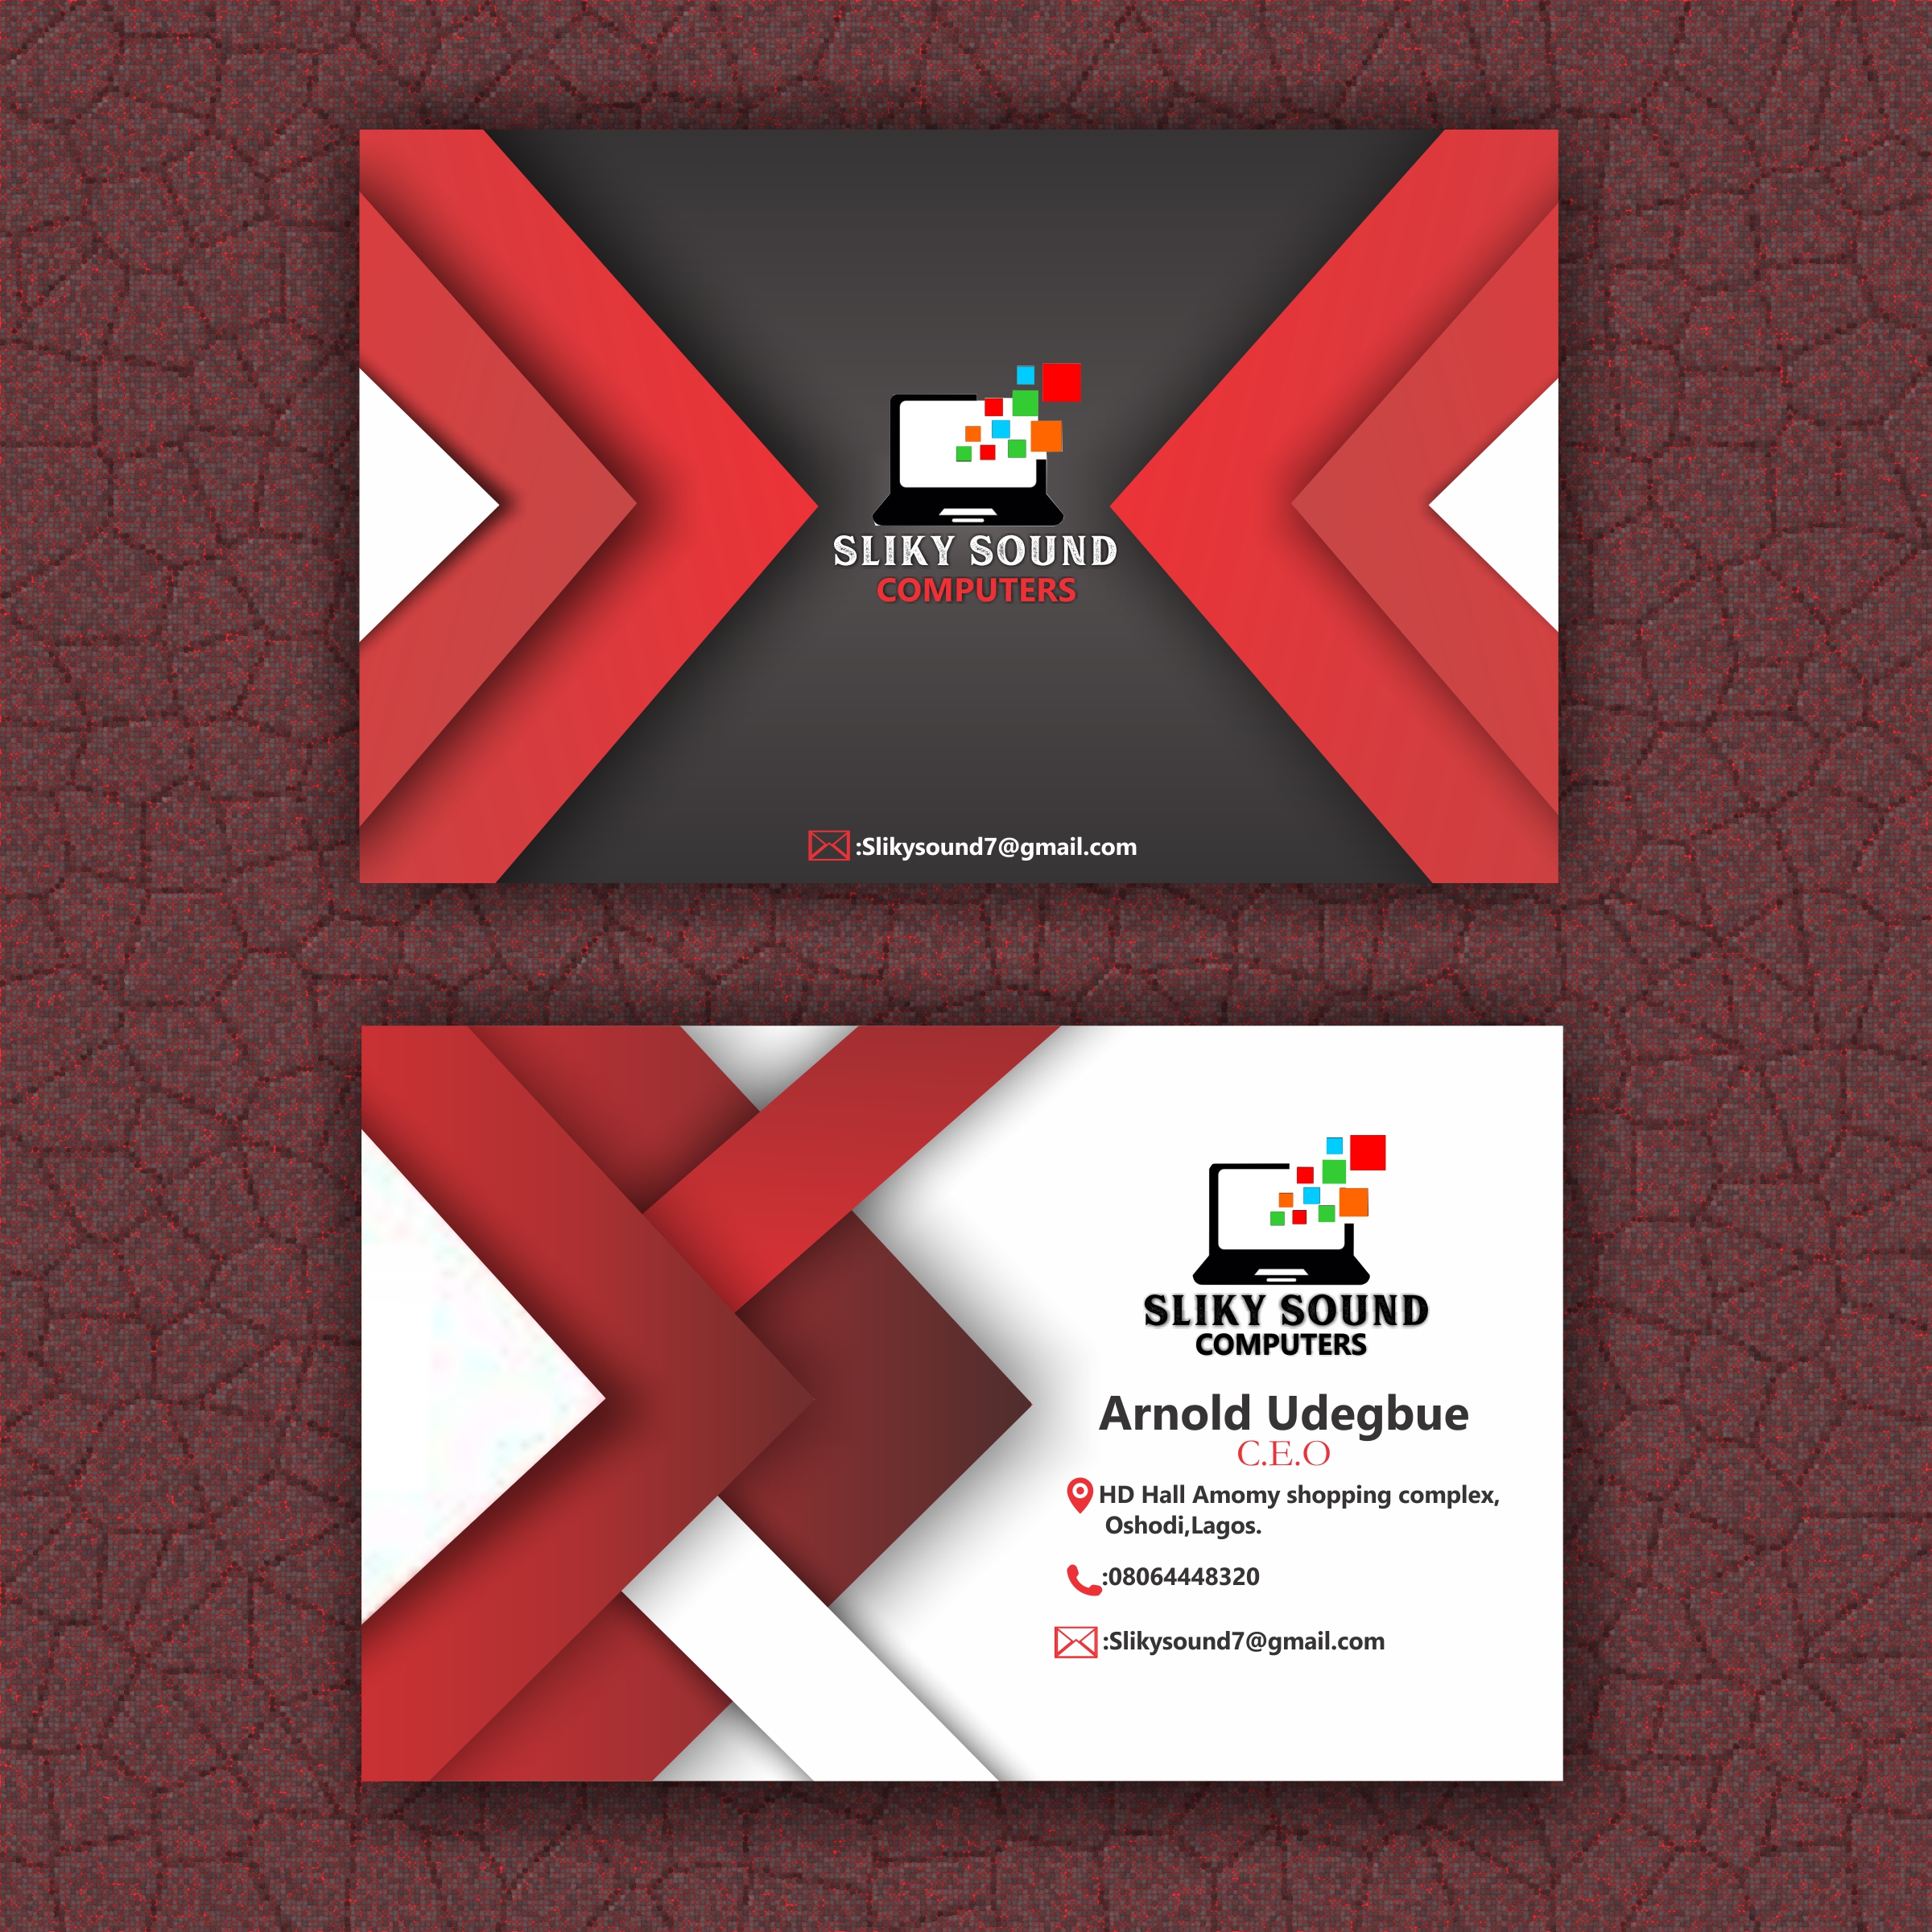 SLIKY SOUND
COMPUTERS
:Slikysound7@gmail.com
SLIKY SOUND
COMPUTERS
Arnold Udegbue
C.E.O
HD Hall Amomy shopping complex,
Oshodi,Lagos.
:08064448320
:Slikysound7@gmail.com